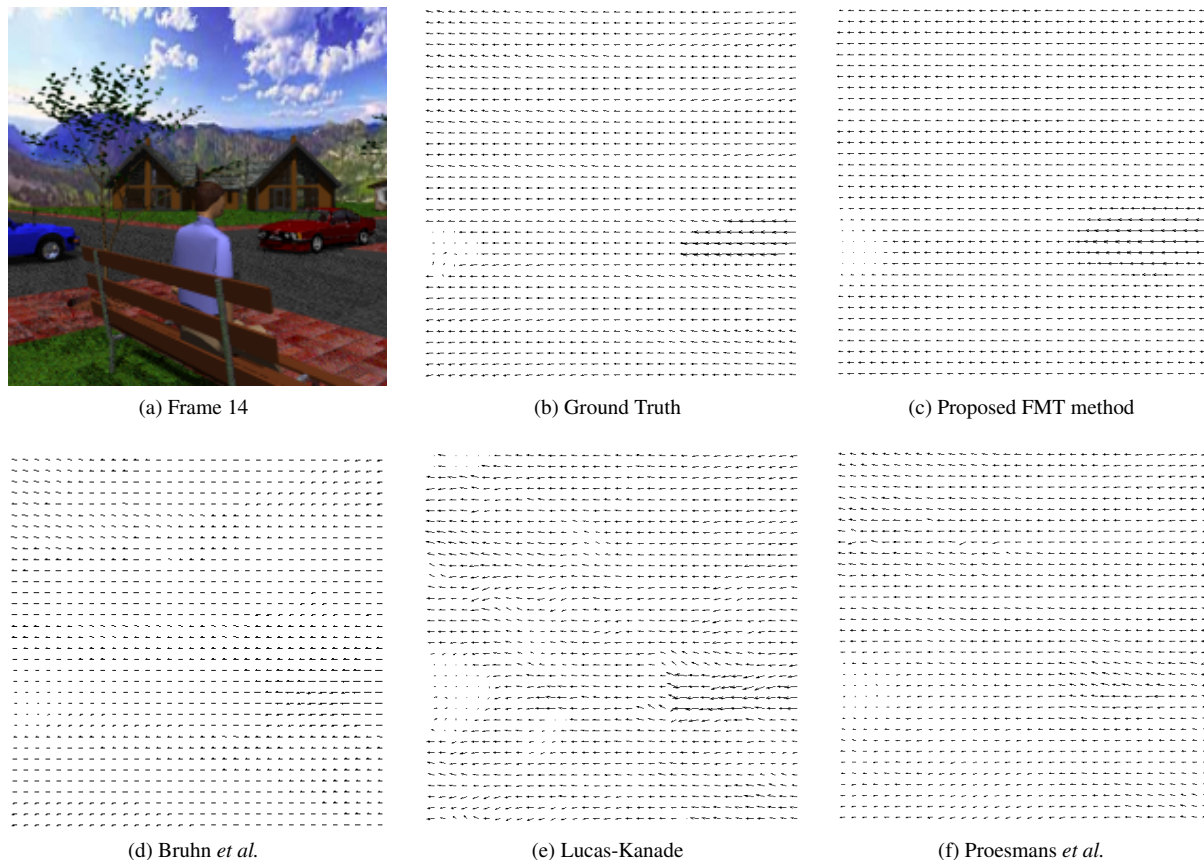 (a) Frame 14
(b) Ground Truth
(c) Proposed FMT method
(d) Bruhn et al.
(e) Lucas-Kanade
(f) Proesmans et al.